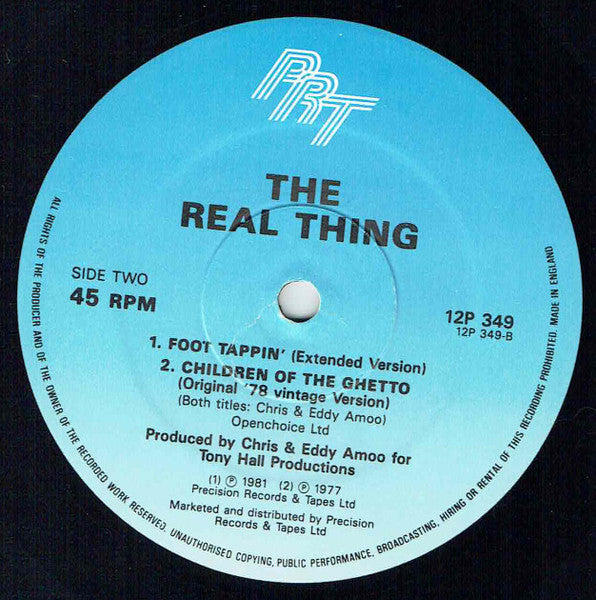 PRT
THE
REAL THING
SIDE TWO
45 RPM
12P 349
12P 349-B
1. FOOT TAPPIN' (Extended Version)
2. CHILDREN OF THE GHETTO
(Original '78 vintage Version)
(Both titles: Chris & Eddy Amoo)
Openchoice Ltd
Produced by Chris & Eddy Amoo for
Tony Hall Productions
(1) ℗ 1981 (2) ℗ 1977
Precision Records & Tapes Ltd
Marketed and distributed by Precision
Records & Tapes Ltd
ALL RIGHTS OF THE PRODUCER AND OF THE OWNER OF THE RECORDED WORK RESERVED. UNAUTHORISED COPYING, PUBLIC PERFORMANCE, BROADCASTING, HIRING OR RENTAL OF THIS RECORDING PROHIBITED. MADE IN ENGLAND